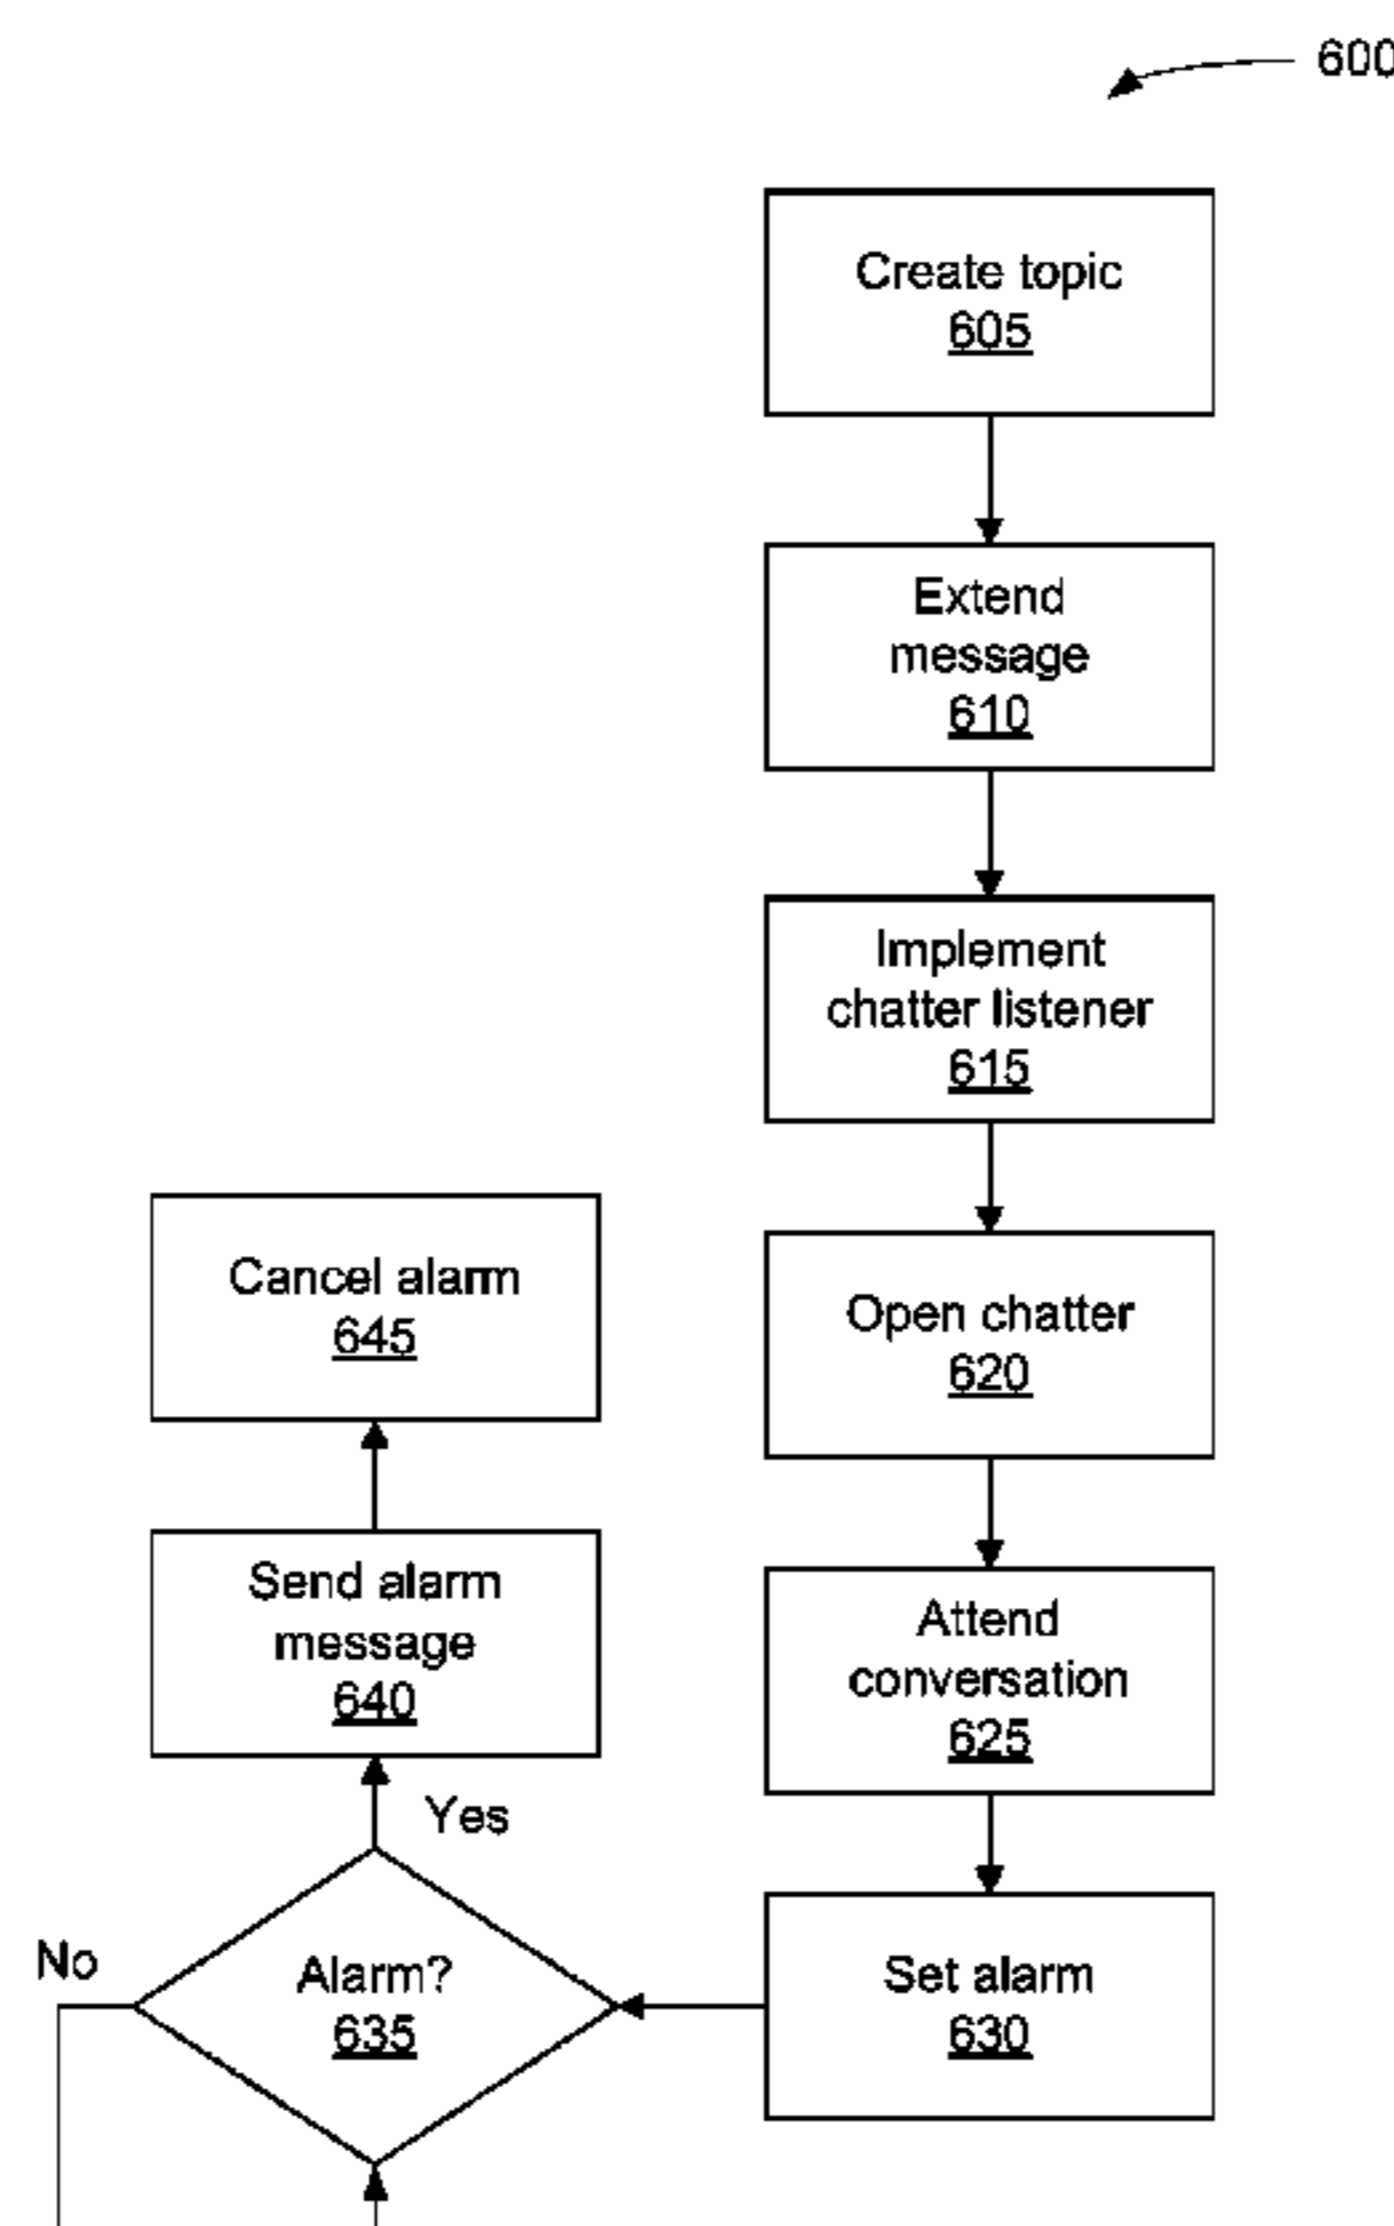 600
Create topic
605
Extend
message
610
Implement
chatter listener
615
Open chatter
620
Attend
conversation
625
Set alarm
630
Alarm?
635
Yes
No
Send alarm
message
640
Cancel alarm
645